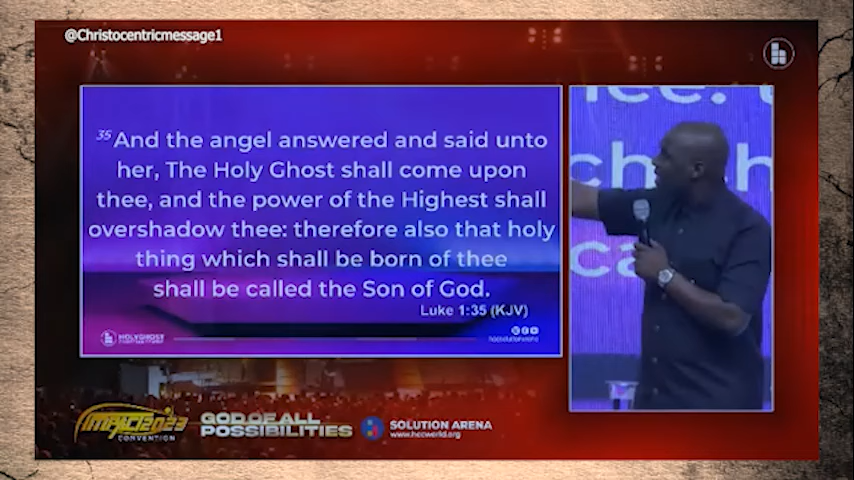 @Christocentricmessage1
35 And the angel answered and said unto
her, The Holy Ghost shall come upon
thee, and the power of the Highest shall
overshadow thee: therefore also that holy
thing which shall be born of thee
shall be called the Son of God.
Luke 1:35 (KJV)
HOLYGHOST
IMPACT2023
CONVENTION
GOD OF ALL
POSSIBILITIES
SOLUTION ARENA
www.hccworld.org